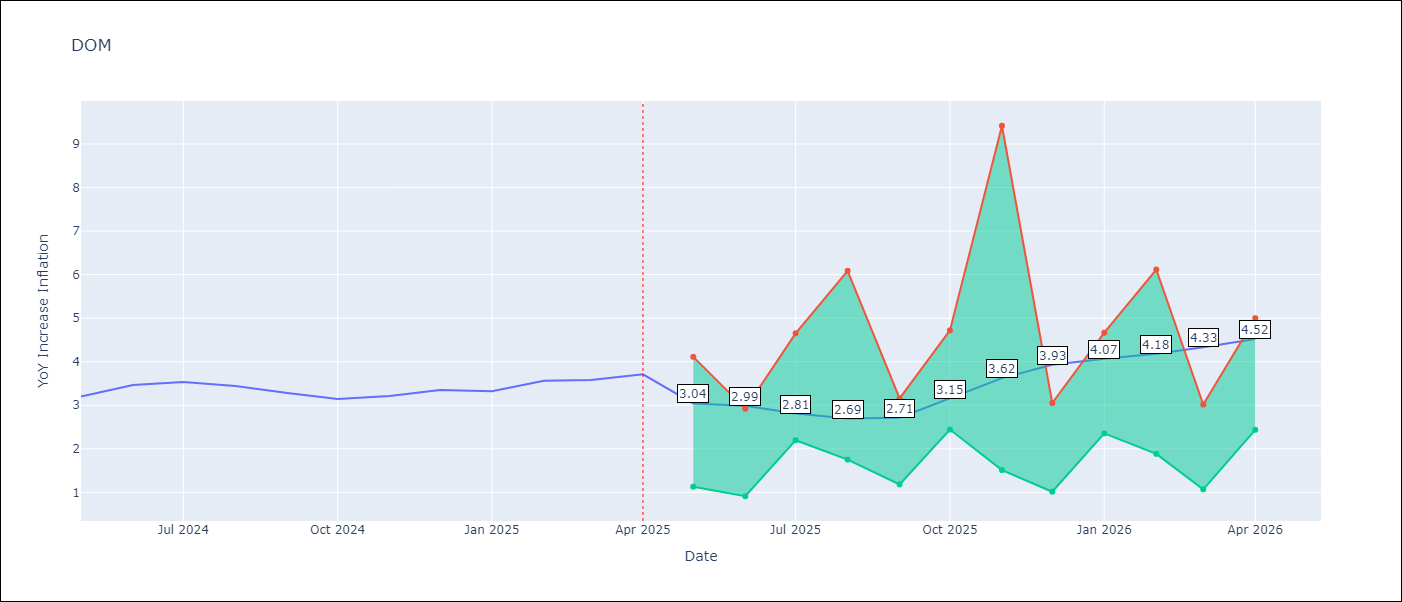 DOM
YoY Increase Inflation
9
8
7
6
5
4
3
2
1
3.04
2.99
2.81
2.69
2.71
3.15
3.62
3.93
4.07
4.18
4.33
4.52
Jul 2024
Oct 2024
Jan 2025
Apr 2025
Jul 2025
Oct 2025
Jan 2026
Apr 2026
Date